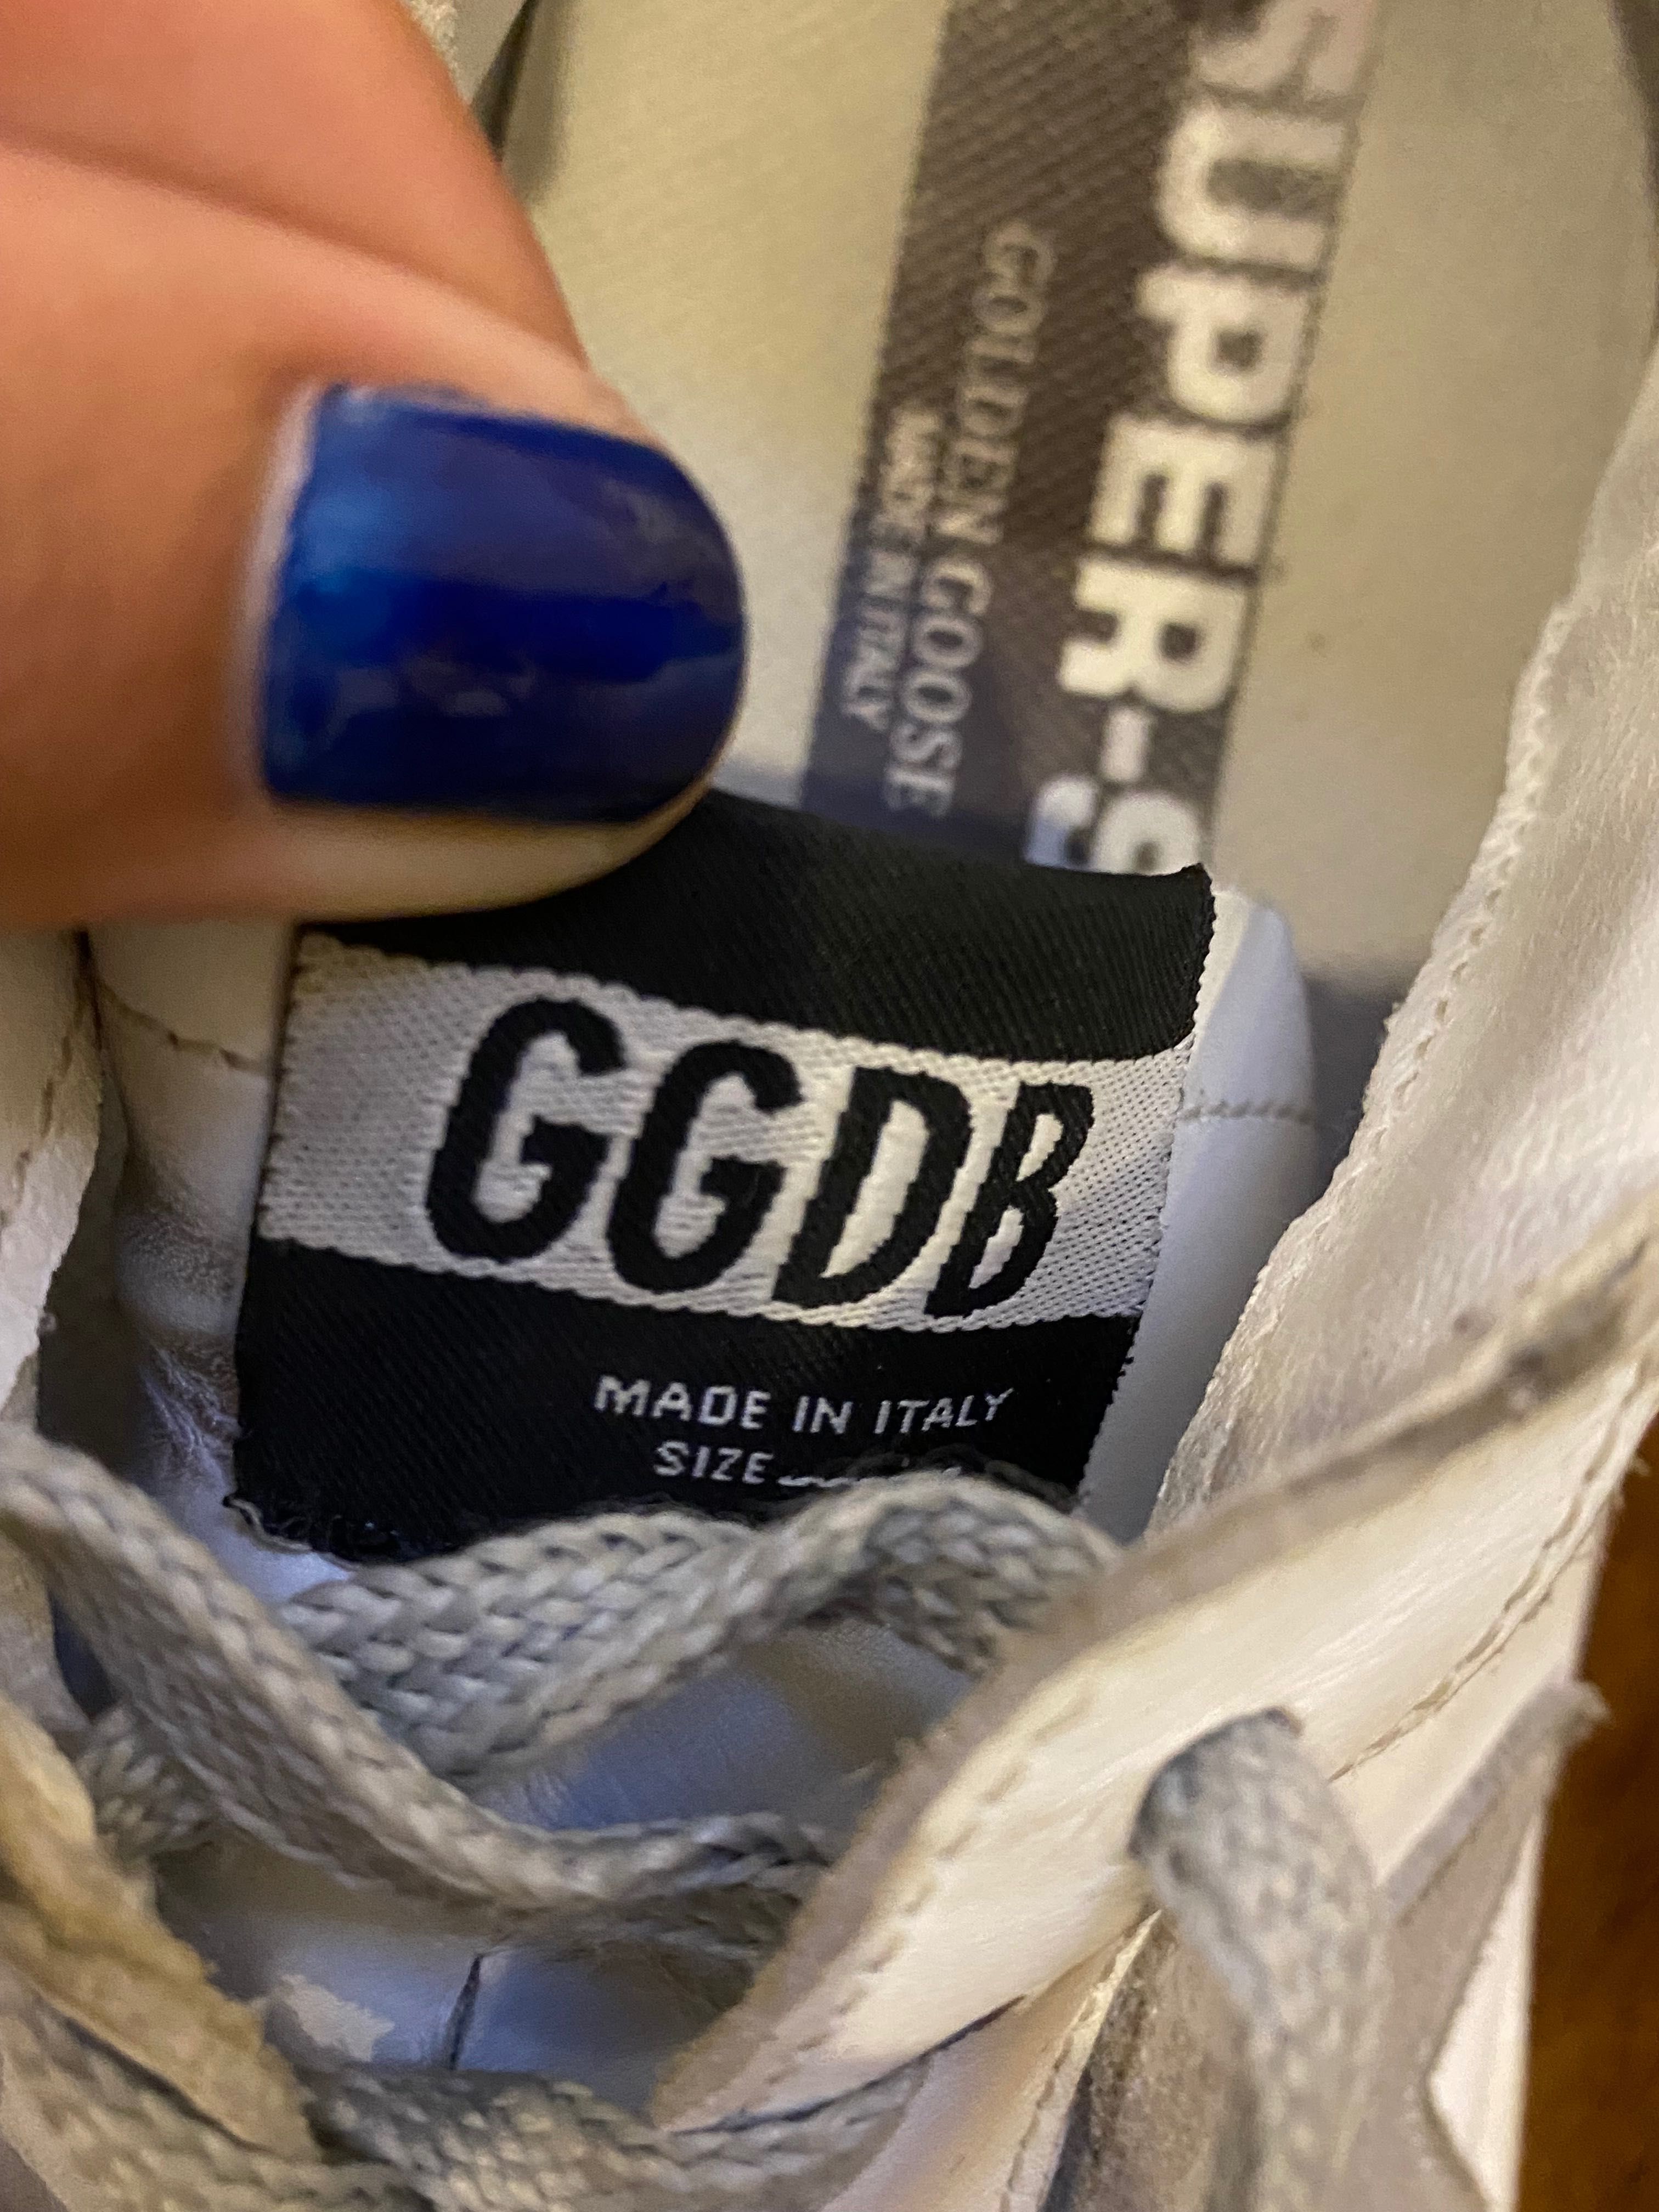 SUPER-S
GOLDEN GOOSE
MADE IN ITALY
GGDB
MADE IN ITALY
SIZE